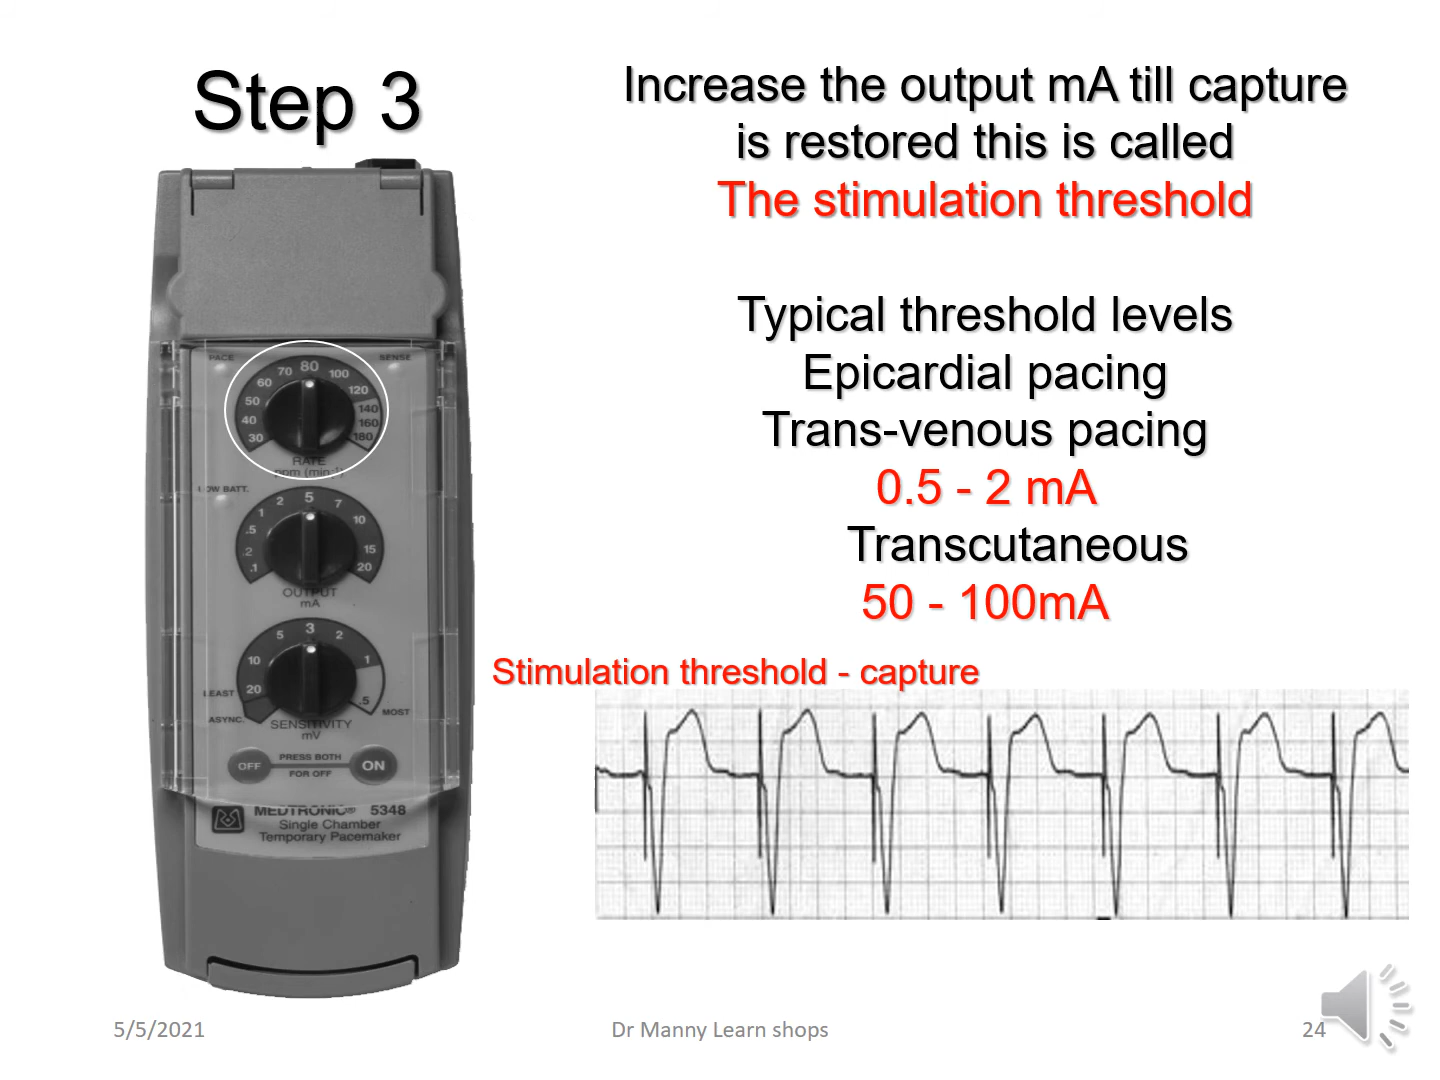 Step 3
Increase the output mA till capture
is restored this is called
The stimulation threshold
Typical threshold levels
Epicardial pacing
Trans-venous pacing
0.5 - 2 mA
Transcutaneous
50 - 100mA
Stimulation threshold - capture
PACE
SENSE
30
40
50
60
70
80
100
120
140
160
180
RATE
ppm (min-1)
LOW BATT.
.1
.2
.5
1
2
5
7
10
15
20
OUTPUT
mA
20
10
5
3
2
1
.5
LEAST
ASYNC.
MOST
SENSITIVITY
mV
OFF
PRESS BOTH
FOR OFF
ON
MEDTRONIC® 5348
Single Chamber
Temporary Pacemaker
5/5/2021
Dr Manny Learn shops
24